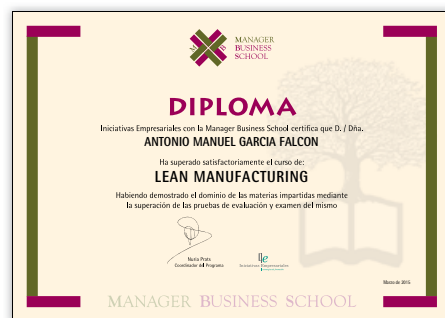 M B
MANAGER
BUSINESS
SCHOOL
DIPLOMA
Iniciativas Empresariales con la Manager Business School certifica que D. / Dña.
ANTONIO MANUEL GARCIA FALCON
Ha superado satisfactoriamente el curso de:
LEAN MANUFACTURING
Habiendo demostrado el dominio de las materias impartidas mediante
la superación de las pruebas de evaluación y examen del mismo
Nuria Prats
Coordinador del Programa
Iniciativas Empresariales
Marzo de 2015
MANAGER BUSINESS SCHOOL